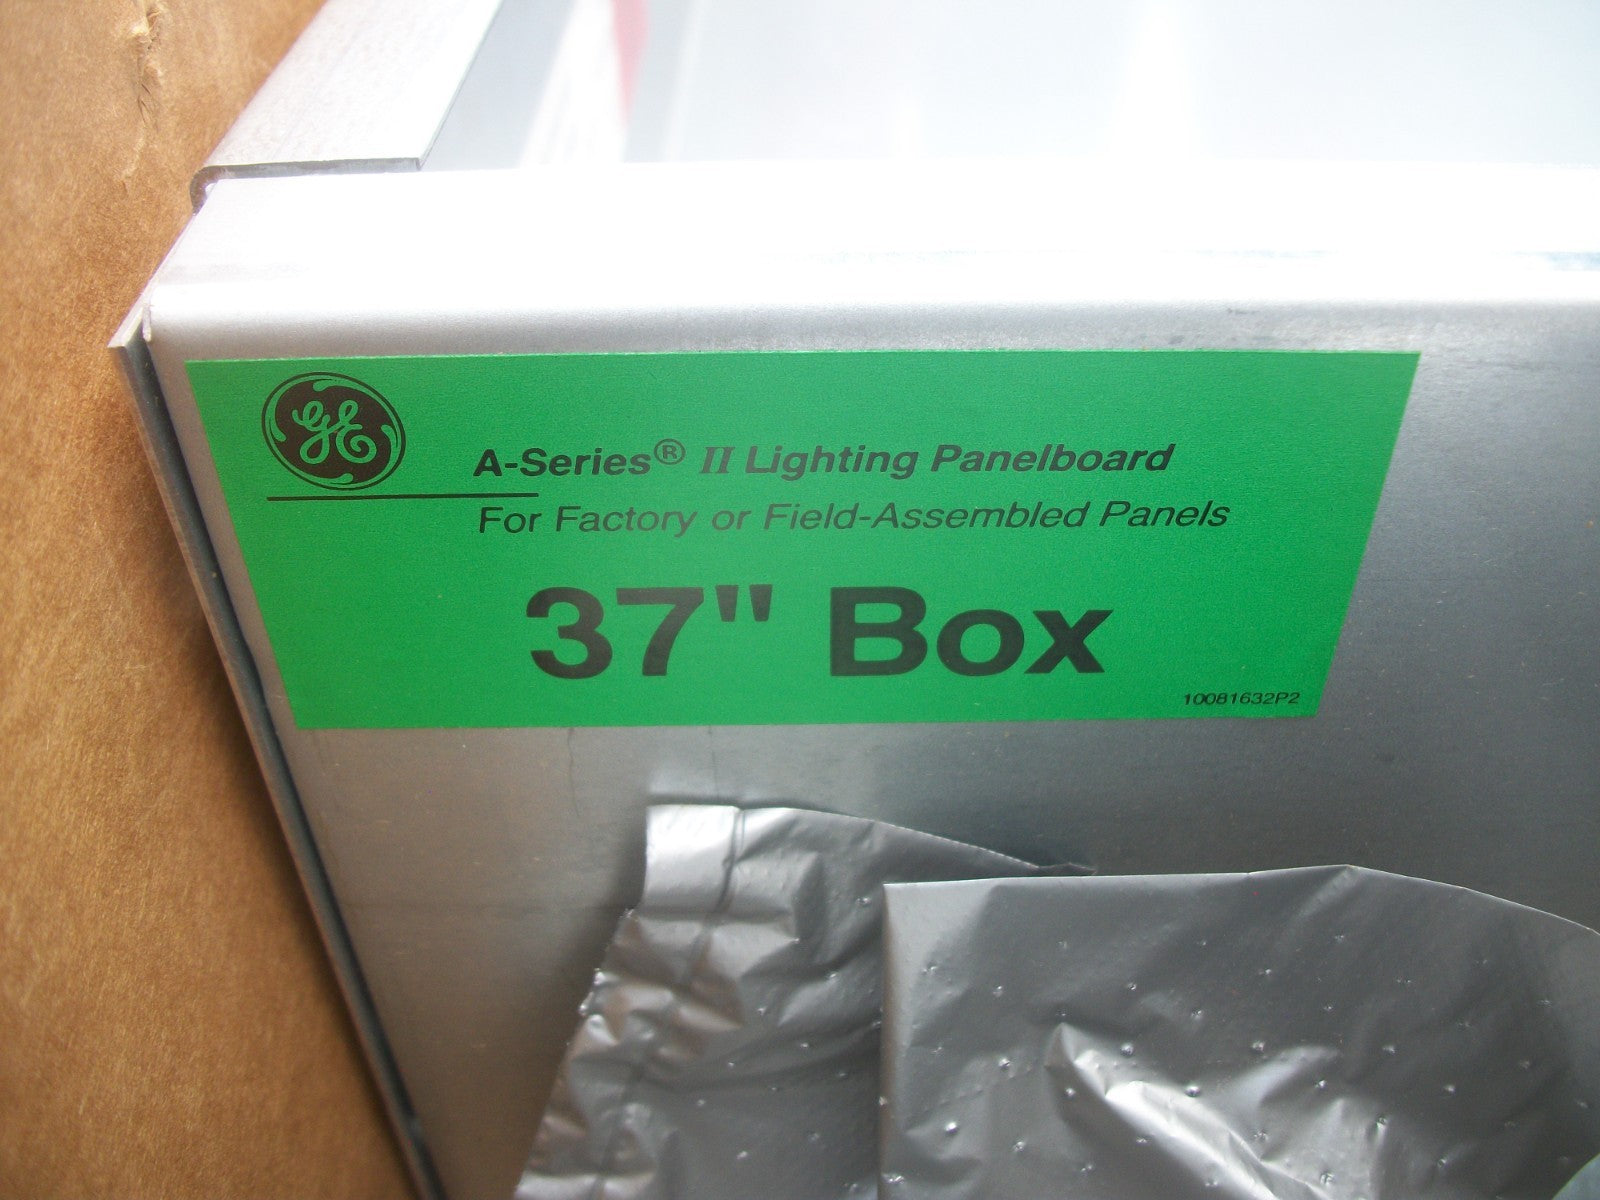 GE
A-Series® II Lighting Panelboard
For Factory or Field-Assembled Panels
37" Box
10081632P2